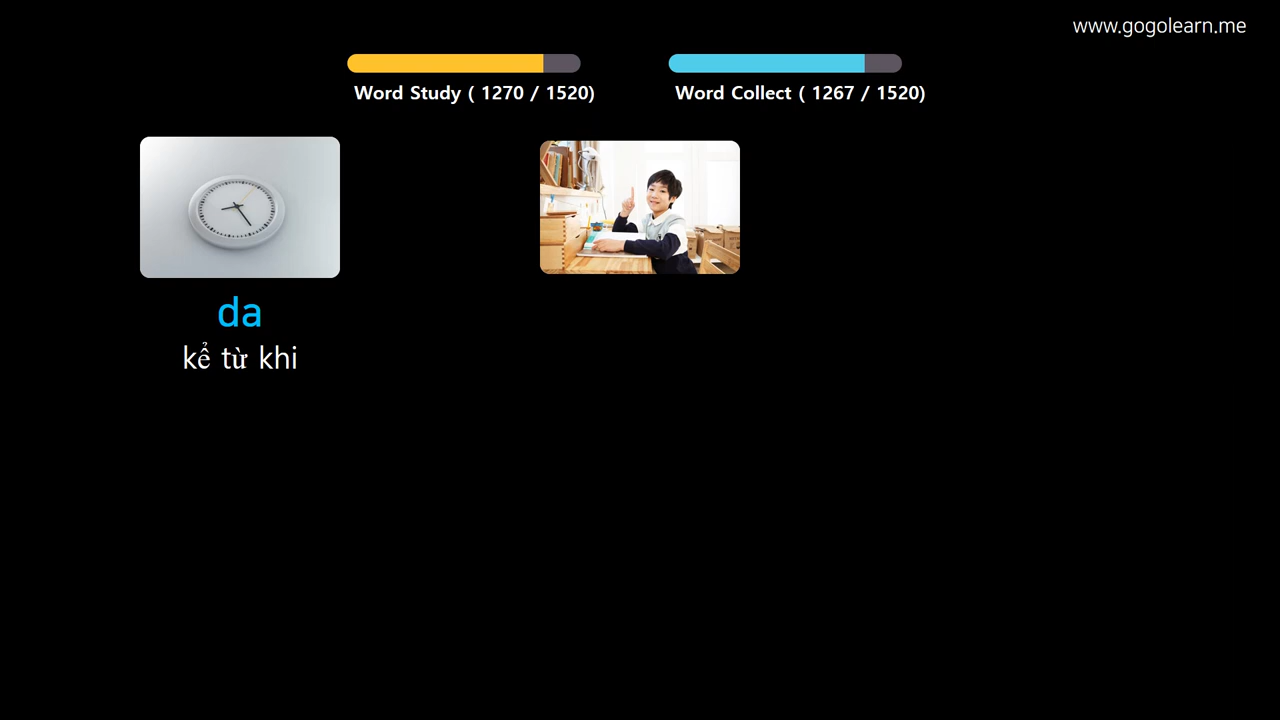 www.gogolearn.me
Word Study ( 1270 / 1520)
Word Collect ( 1267 / 1520)
da
kể từ khi